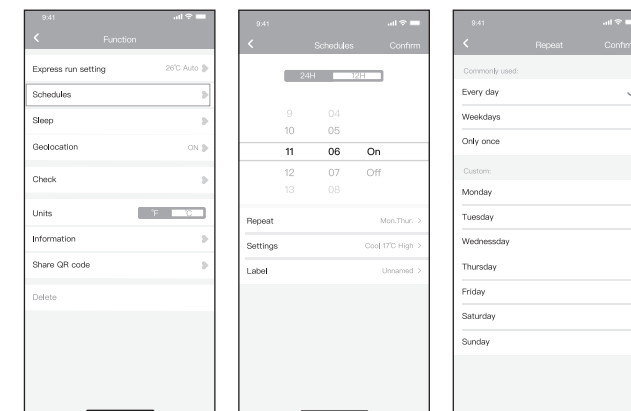 9:41
Function
Express run setting 26°C Auto
Schedules
Sleep
Geolocation ON
Check
Units °F °C
Information
Share QR code
Delete
9:41
Schedules Confirm
24H 12H
9 04
10 05
11 06 On
12 07 Off
13 08
Repeat Mon.Thur. >
Settings Cool 17°C High >
Label Unnamed >
9:41
Repeat Confirm
Commonly used:
Every day
Weekdays
Only once
Custom:
Monday
Tuesday
Wednessday
Thursday
Friday
Saturday
Sunday